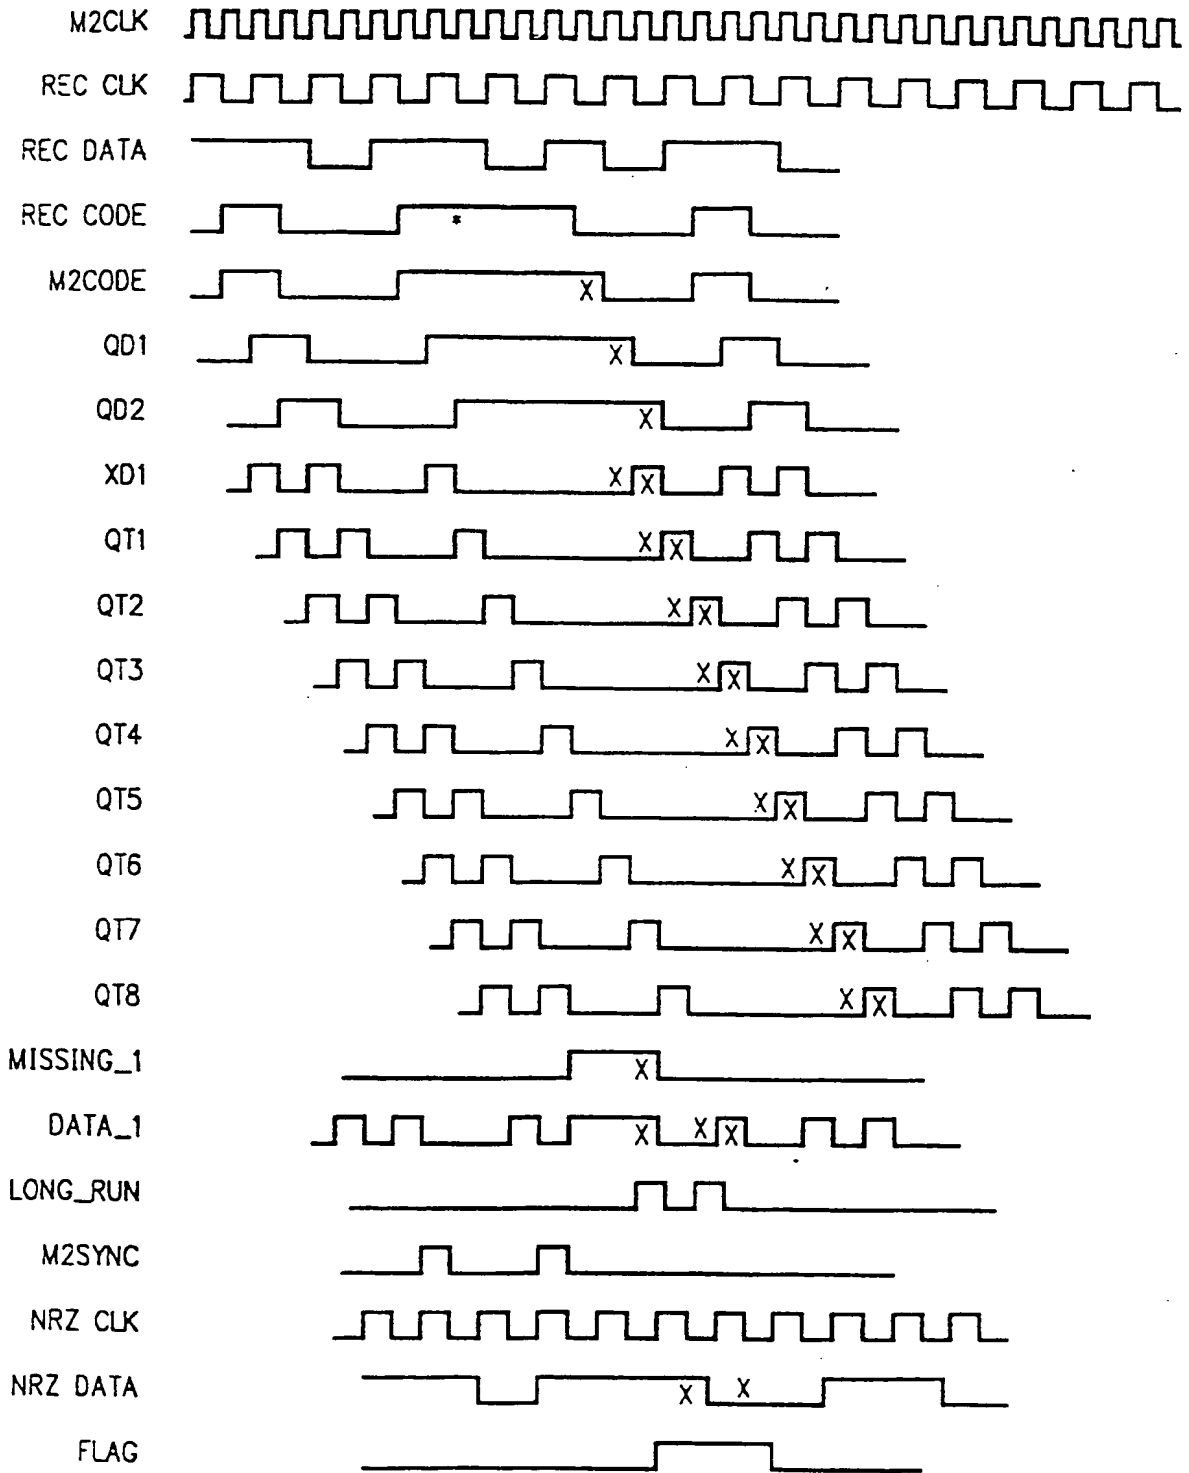 M2CLK
REC CLK
REC DATA
REC CODE
*
M2CODE
X
QD1
X
QD2
X
XD1
X X
QT1
X X
QT2
X X
QT3
X X
QT4
X X
QT5
X X
QT6
X X
QT7
X X
QT8
X X
MISSING_1
X
DATA_1
X X X
LONG_RUN
M2SYNC
NRZ CLK
NRZ DATA
X X
FLAG